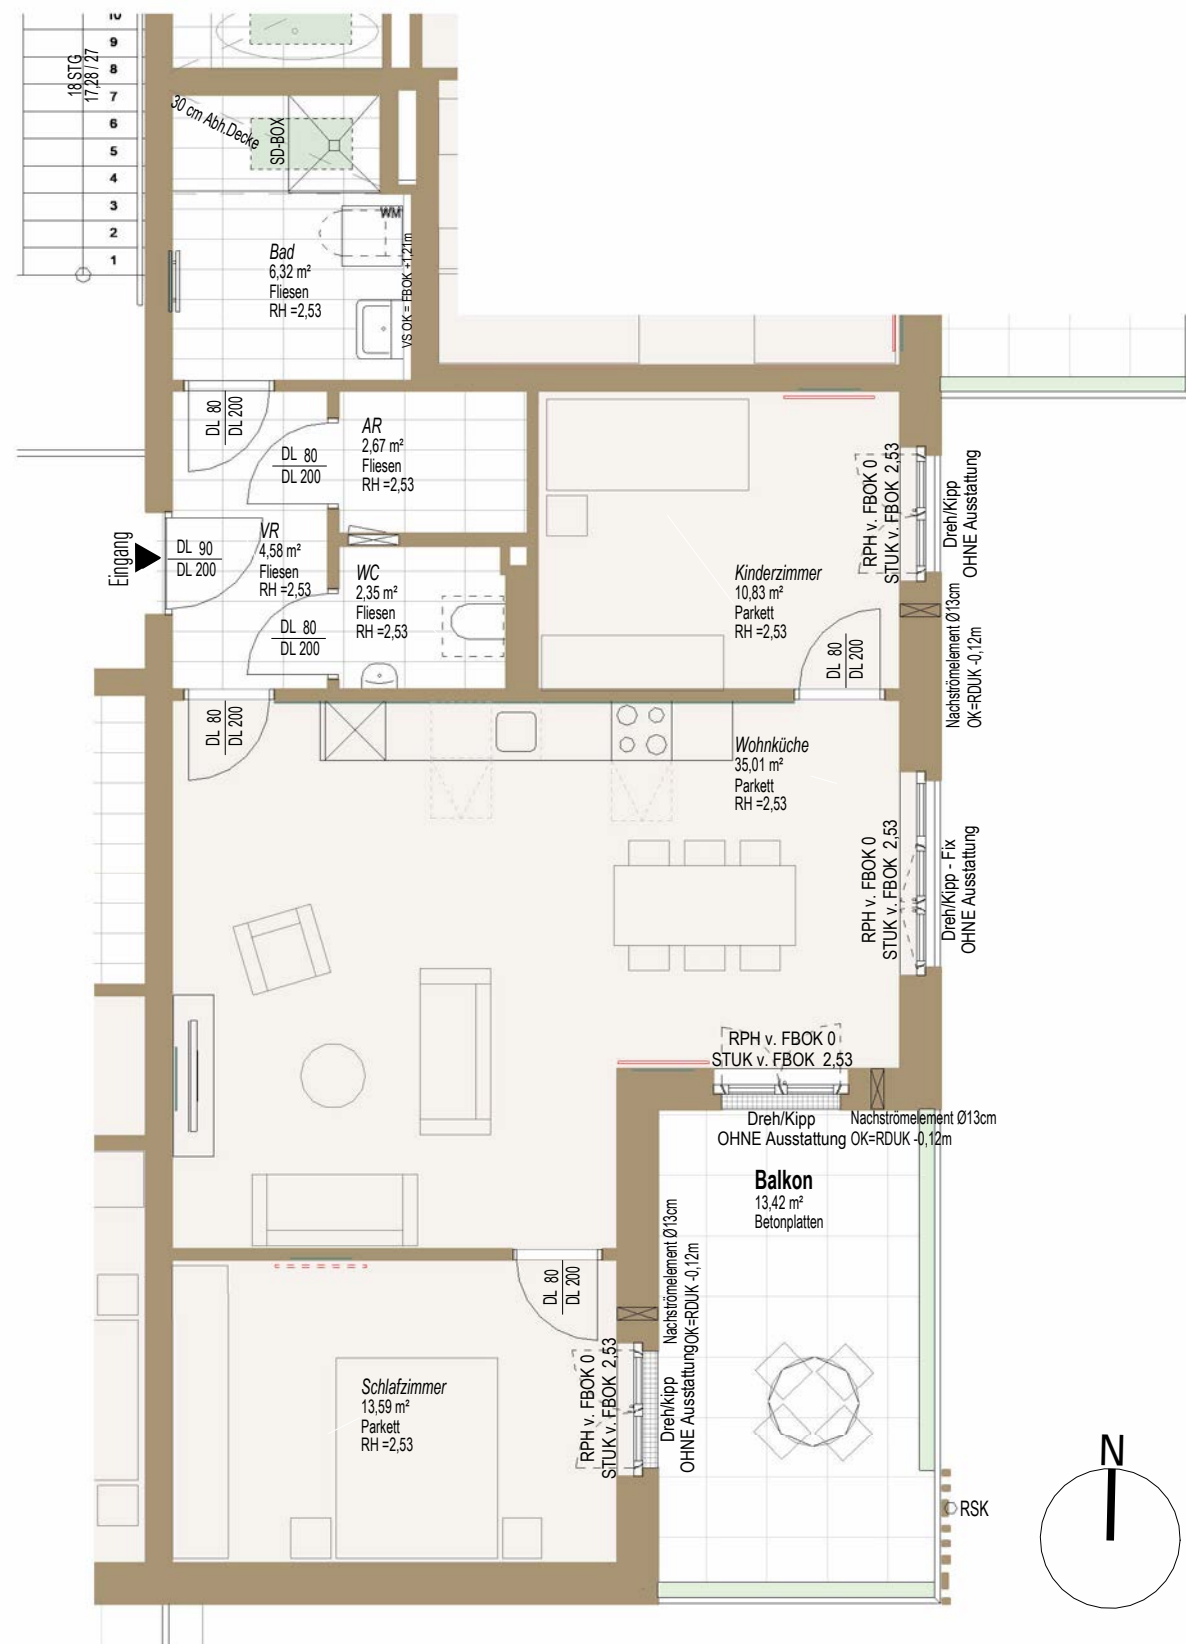 10
9
8
7
6
5
4
3
2
1
18 STG
17,28 / 27
30 cm Abh.Decke
SD-BOX
WM
Bad
6,32 m²
Fliesen
RH =2,53
VS OK = FBOK +1,21m
DL 80
DL 200
AR
2,67 m²
Fliesen
RH =2,53
DL 80
DL 200
Eingang
DL 90
DL 200
VR
4,58 m²
Fliesen
RH =2,53
WC
2,35 m²
Fliesen
RH =2,53
DL 80
DL 200
Kinderzimmer
10,83 m²
Parkett
RH =2,53
RPH v. FBOK 0
STUK v. FBOK 2,53
Dreh/Kipp
OHNE Ausstattung
DL 80
DL 200
Nachströmelement Ø13cm
OK=RDUK -0,12m
DL 80
DL 200
Wohnküche
35,01 m²
Parkett
RH =2,53
RPH v. FBOK 0
STUK v. FBOK 2,53
Dreh/Kipp - Fix
OHNE Ausstattung
RPH v. FBOK 0
STUK v. FBOK 2,53
Dreh/Kipp
OHNE Ausstattung
Nachströmelement Ø13cm
OK=RDUK -0,12m
Balkon
13,42 m²
Betonplatten
Nachströmelement Ø13cm
OK=RDUK -0,12m
DL 80
DL 200
Schlafzimmer
13,59 m²
Parkett
RH =2,53
RPH v. FBOK 0
STUK v. FBOK 2,53
Dreh/kipp
OHNE Ausstattung
RSK
N